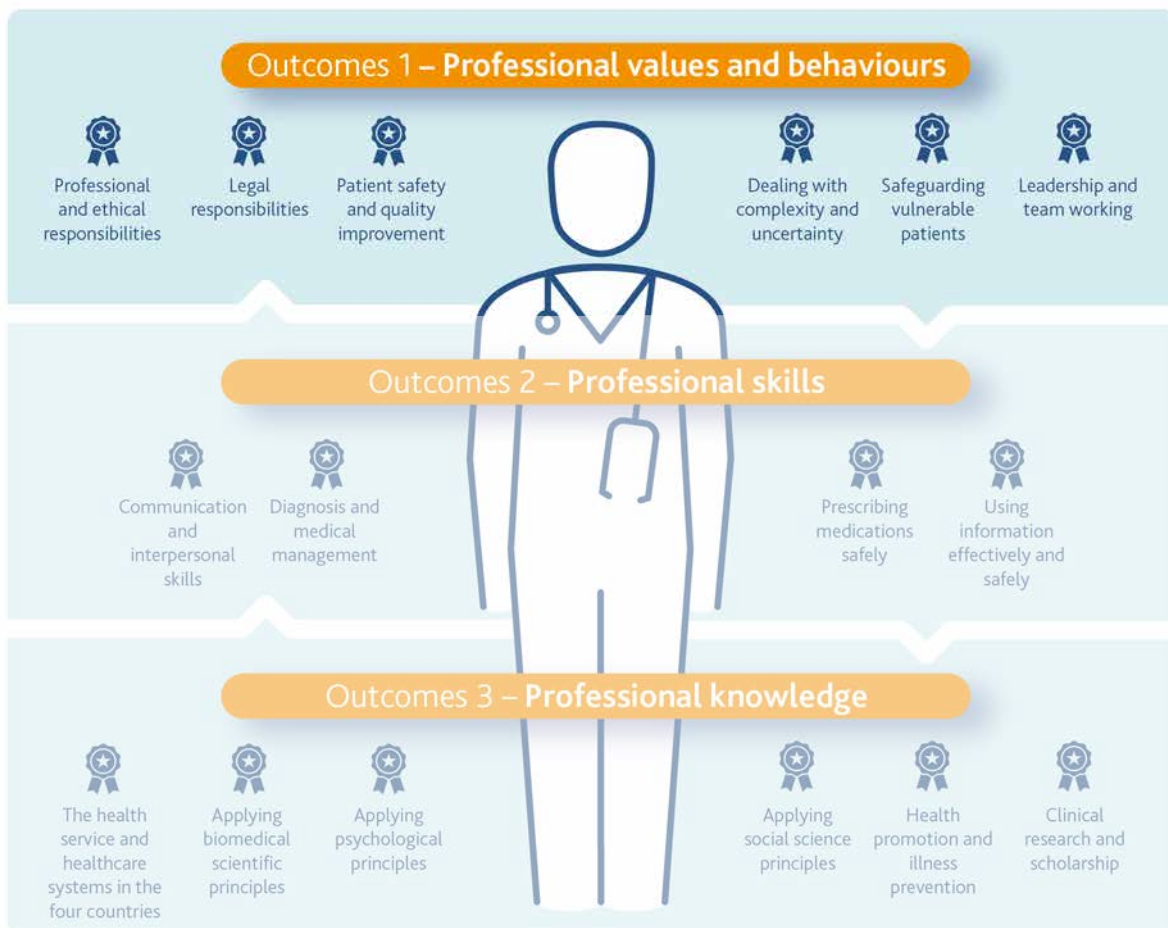 Outcomes 1 – Professional values and behaviours
Professional
and ethical
responsibilities
Legal
responsibilities
Patient safety
and quality
improvement
Dealing with
complexity and
uncertainty
Safeguarding
vulnerable
patients
Leadership and
team working
Outcomes 2 – Professional skills
Communication
and
interpersonal
skills
Diagnosis and
medical
management
Prescribing
medications
safely
Using
information
effectively and
safely
Outcomes 3 – Professional knowledge
The health
service and
healthcare
systems in the
four countries
Applying
biomedical
scientific
principles
Applying
psychological
principles
Applying
social science
principles
Health
promotion and
illness
prevention
Clinical
research and
scholarship